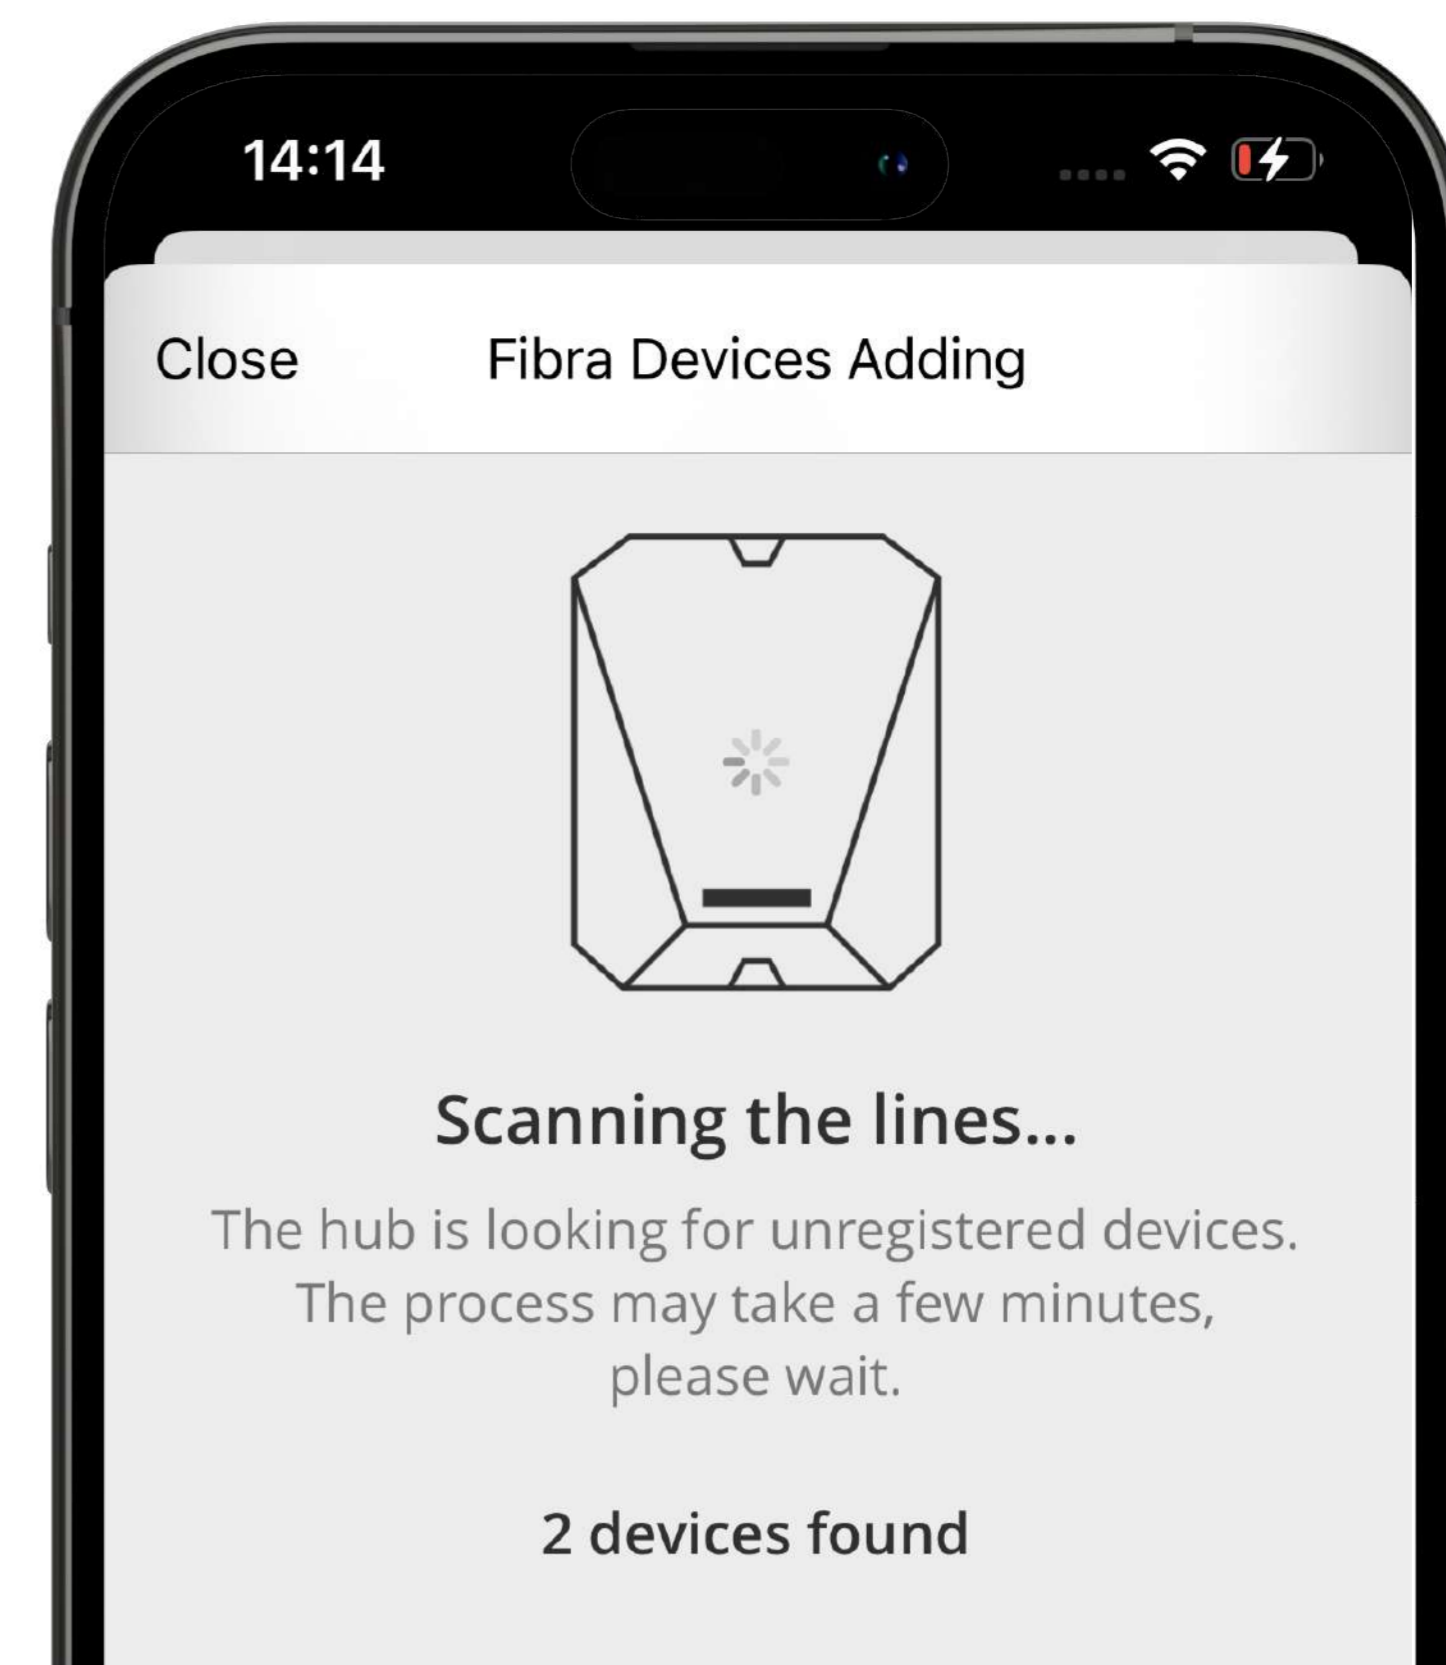 14:14
Close
Fibra Devices Adding
Scanning the lines...
The hub is looking for unregistered devices.
The process may take a few minutes,
please wait.
2 devices found